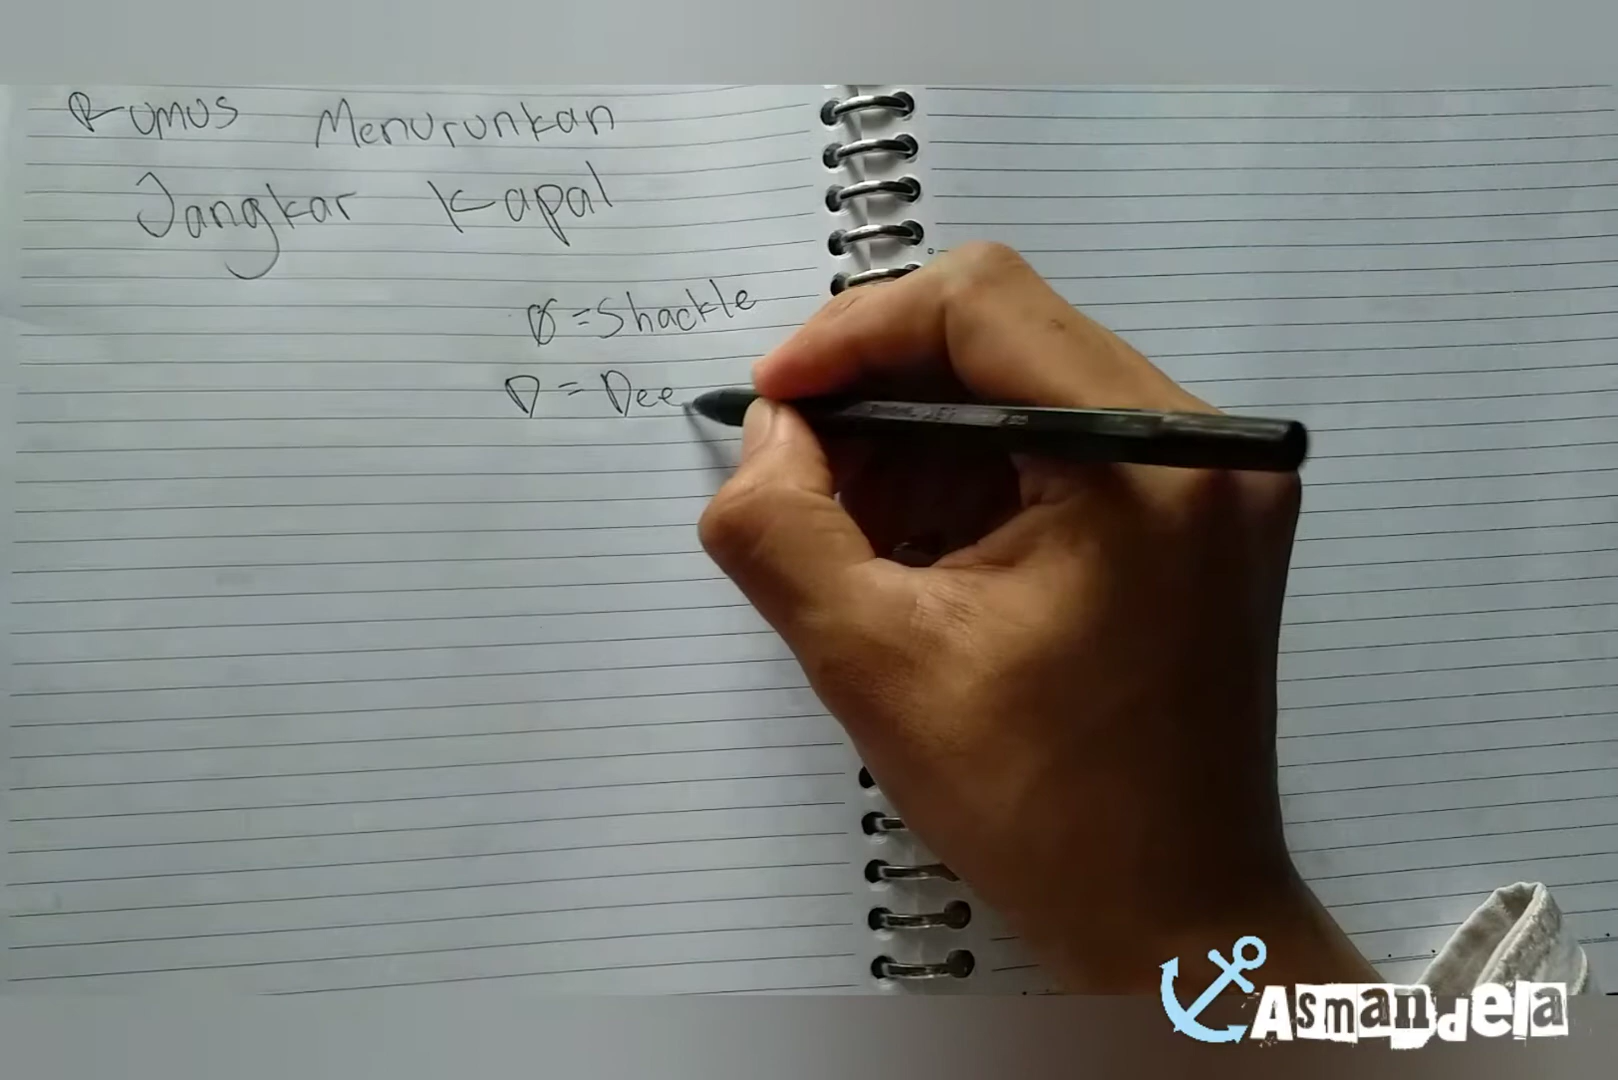 Rumus Menurunkan
Jangkar Kapal
= Shackle
D = Dee
Asmandela